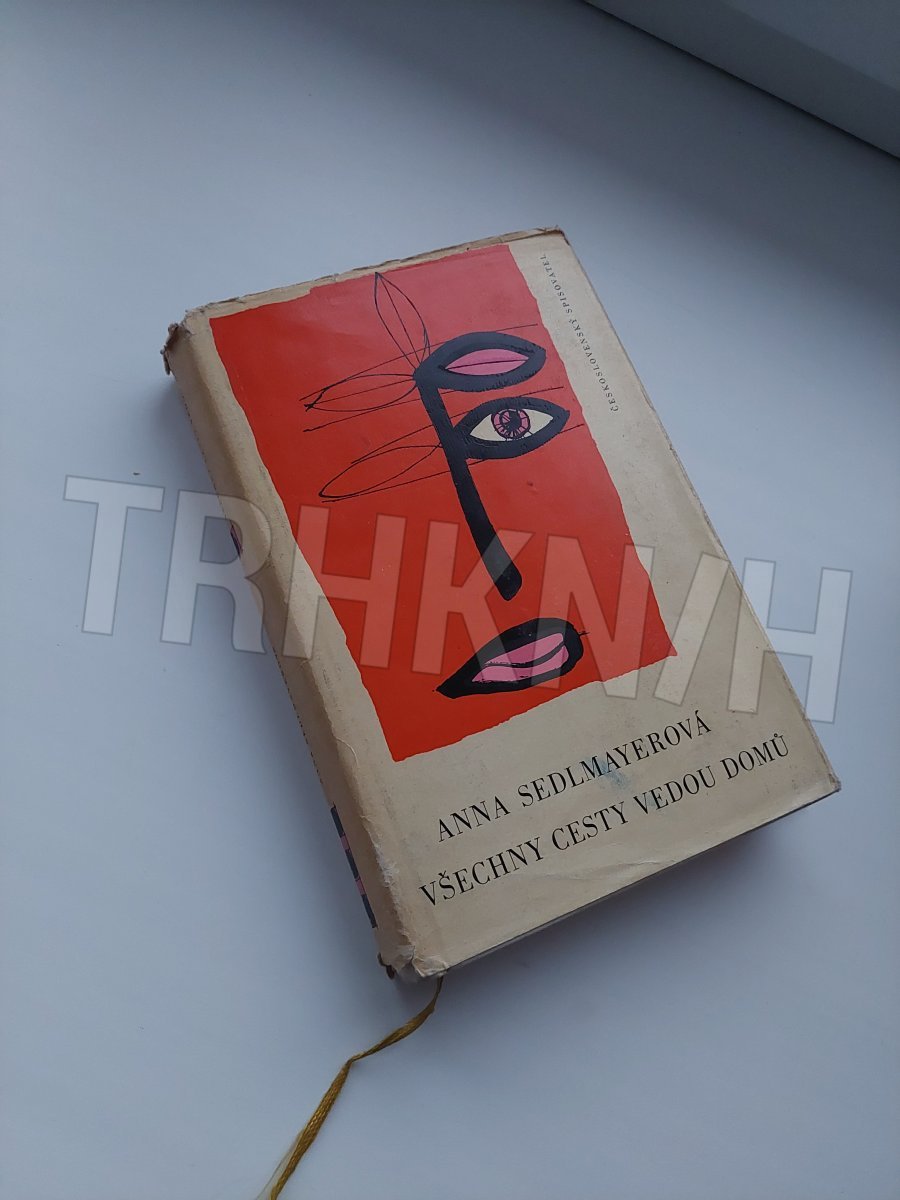 ČESKOSLOVENSKÝ SPISOVATEL
TRHKNIH
ANNA SEDLMAYEROVÁ
VŠECHNY CESTY VEDOU DOMŮ